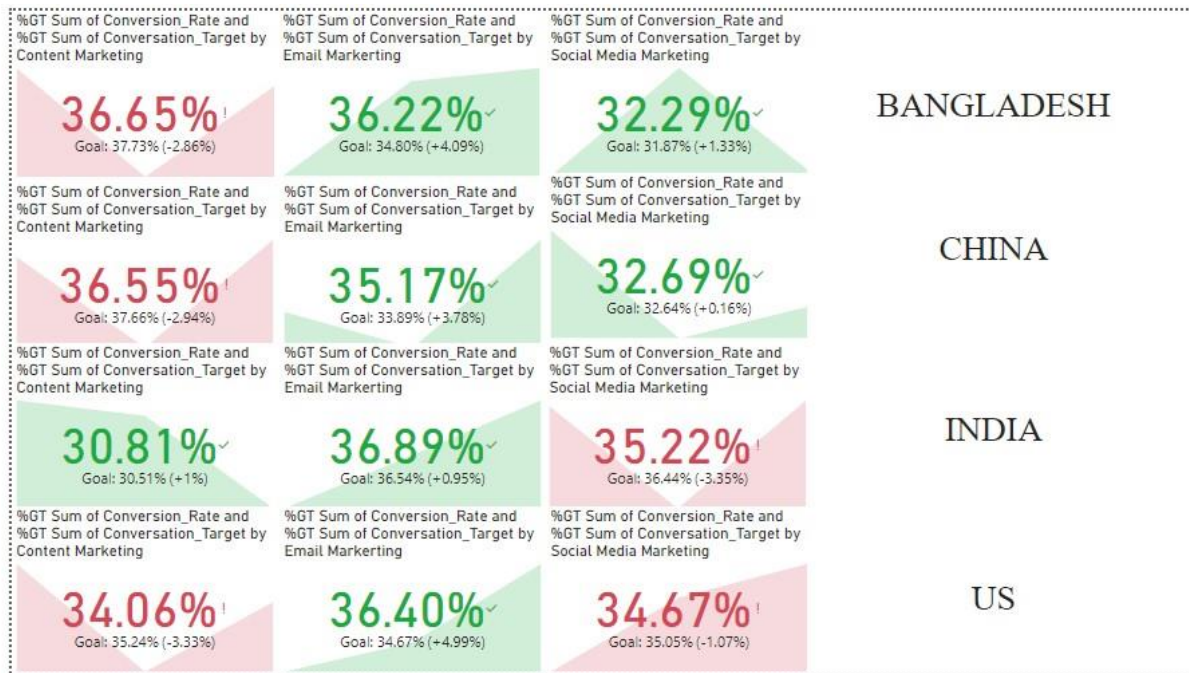 %GT Sum of Conversion_Rate and
%GT Sum of Conversation_Target by
Content Marketing
36.65%!
Goal: 37.73% (-2.86%)
%GT Sum of Conversion_Rate and
%GT Sum of Conversation_Target by
Email Markerting
36.22%✓
Goal: 34.80% (+4.09%)
%GT Sum of Conversion_Rate and
%GT Sum of Conversation_Target by
Social Media Marketing
32.29%✓
Goal: 31.87% (+1.33%)
BANGLADESH
%GT Sum of Conversion_Rate and
%GT Sum of Conversation_Target by
Content Marketing
36.55%!
Goal: 37.66% (-2.94%)
%GT Sum of Conversion_Rate and
%GT Sum of Conversation_Target by
Email Markerting
35.17%✓
Goal: 33.89% (+3.78%)
%GT Sum of Conversion_Rate and
%GT Sum of Conversation_Target by
Social Media Marketing
32.69%✓
Goal: 32.64% (+0.16%)
CHINA
%GT Sum of Conversion_Rate and
%GT Sum of Conversation_Target by
Content Marketing
30.81%✓
Goal: 30.51% (+1%)
%GT Sum of Conversion_Rate and
%GT Sum of Conversation_Target by
Email Markerting
36.89%✓
Goal: 36.54% (+0.95%)
%GT Sum of Conversion_Rate and
%GT Sum of Conversation_Target by
Social Media Marketing
35.22%!
Goal: 36.44% (-3.35%)
INDIA
%GT Sum of Conversion_Rate and
%GT Sum of Conversation_Target by
Content Marketing
34.06%!
Goal: 35.24% (-3.33%)
%GT Sum of Conversion_Rate and
%GT Sum of Conversation_Target by
Email Markerting
36.40%✓
Goal: 34.67% (+4.99%)
%GT Sum of Conversion_Rate and
%GT Sum of Conversation_Target by
Social Media Marketing
34.67%!
Goal: 35.05% (-1.07%)
US